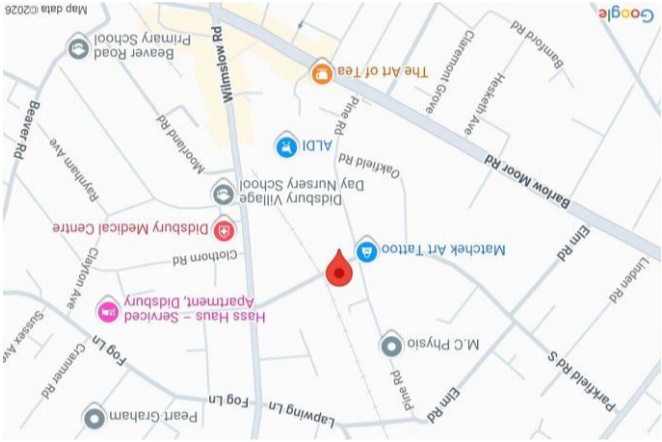 Peart Graham
Lapwing Ln
Fog Ln
Elm Rd
Pine Rd
Parkfield Rd S
Cranmer Rd
M.C Physio
Fog Ln
Sussex Ave
Hass Haus – Serviced
Apartment, Didsbury
Linden Rd
Clayton Ave
Clothorn Rd
Matchek Art Tattoo
Elm Rd
Didsbury Medical Centre
Didsbury Village
Day Nursery School
Barlow Moor Rd
Raynham Ave
Oakfield Rd
ALDI
Moorland Rd
Beaver Rd
Pine Rd
Hesketh Ave
Wilmslow Rd
The Art of Tea
Claremont Grove
Beaver Road
Primary School
Bamford Rd
Google
Map data ©2026